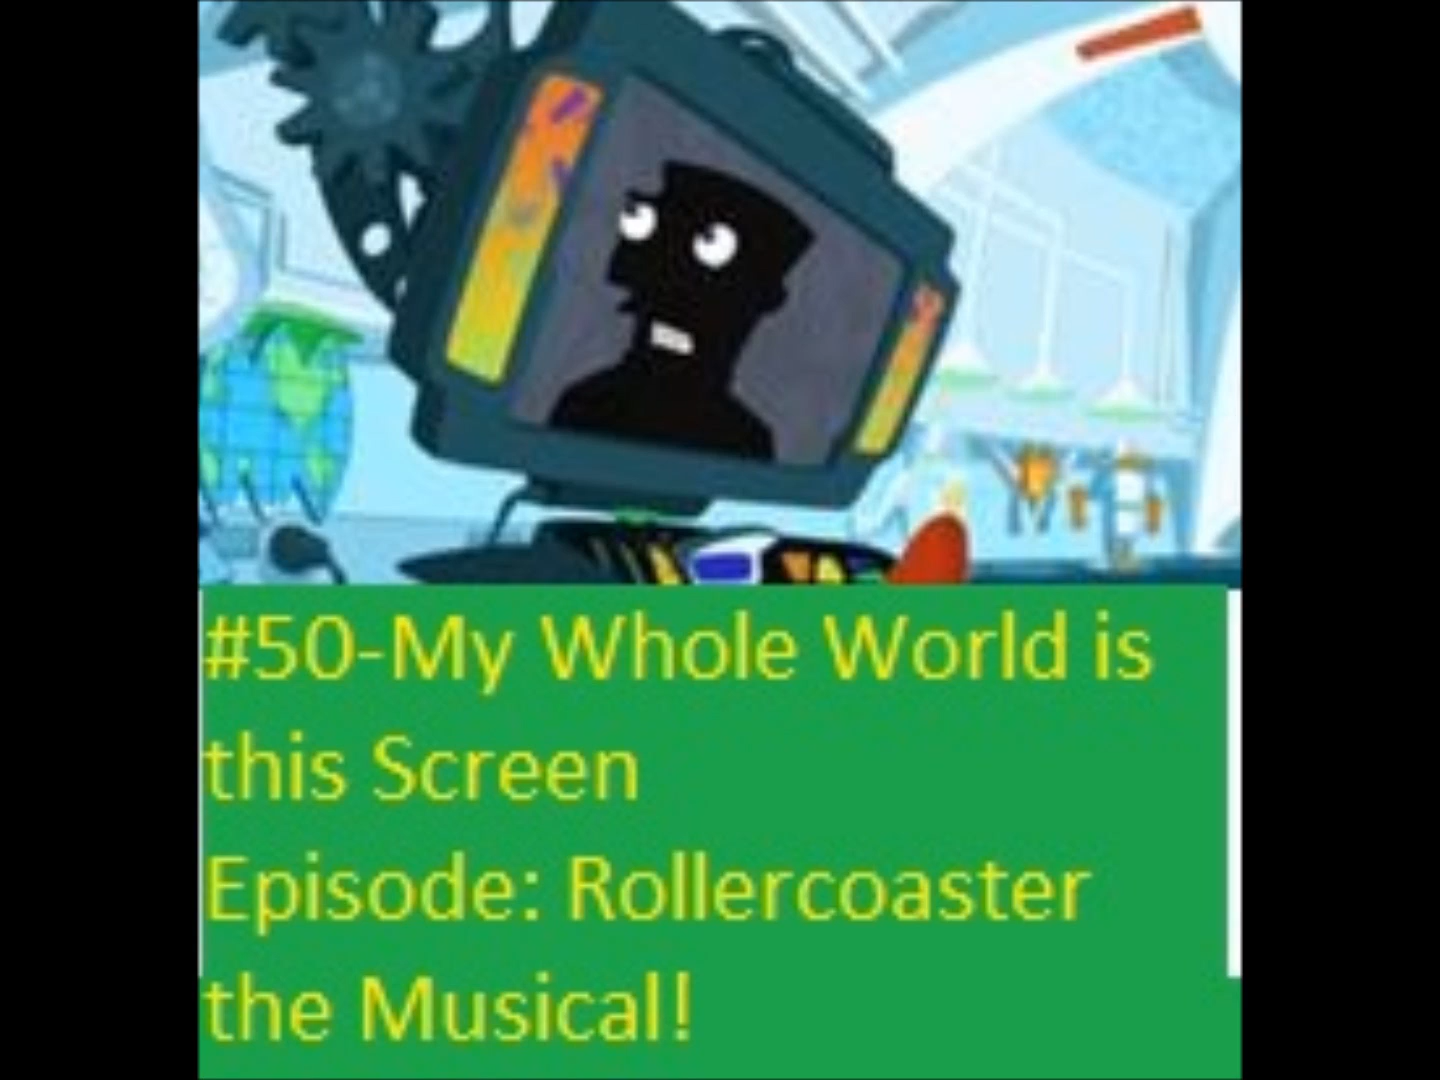 #50-My Whole World is
this Screen
Episode: Rollercoaster
the Musical!